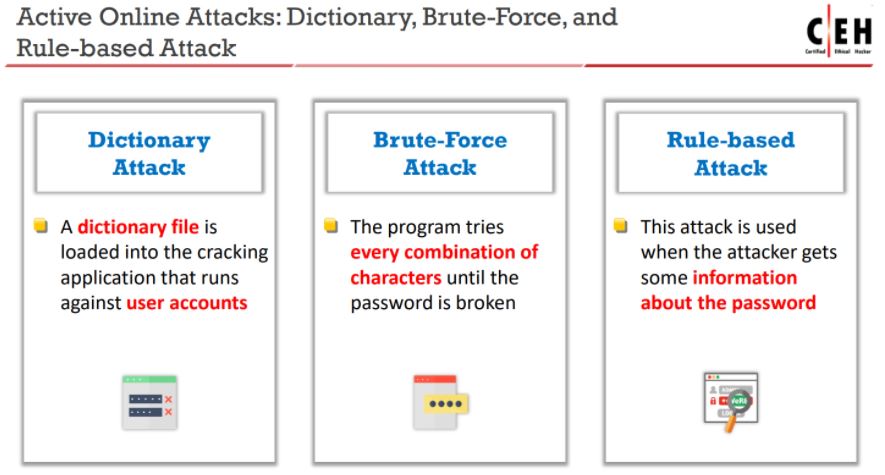 Active Online Attacks: Dictionary, Brute-Force, and
Rule-based Attack
C|EH
Certified Ethical Hacker
Dictionary
Attack
A dictionary file is
loaded into the cracking
application that runs
against user accounts
Brute-Force
Attack
The program tries
every combination of
characters until the
password is broken
Rule-based
Attack
This attack is used
when the attacker gets
some information
about the password